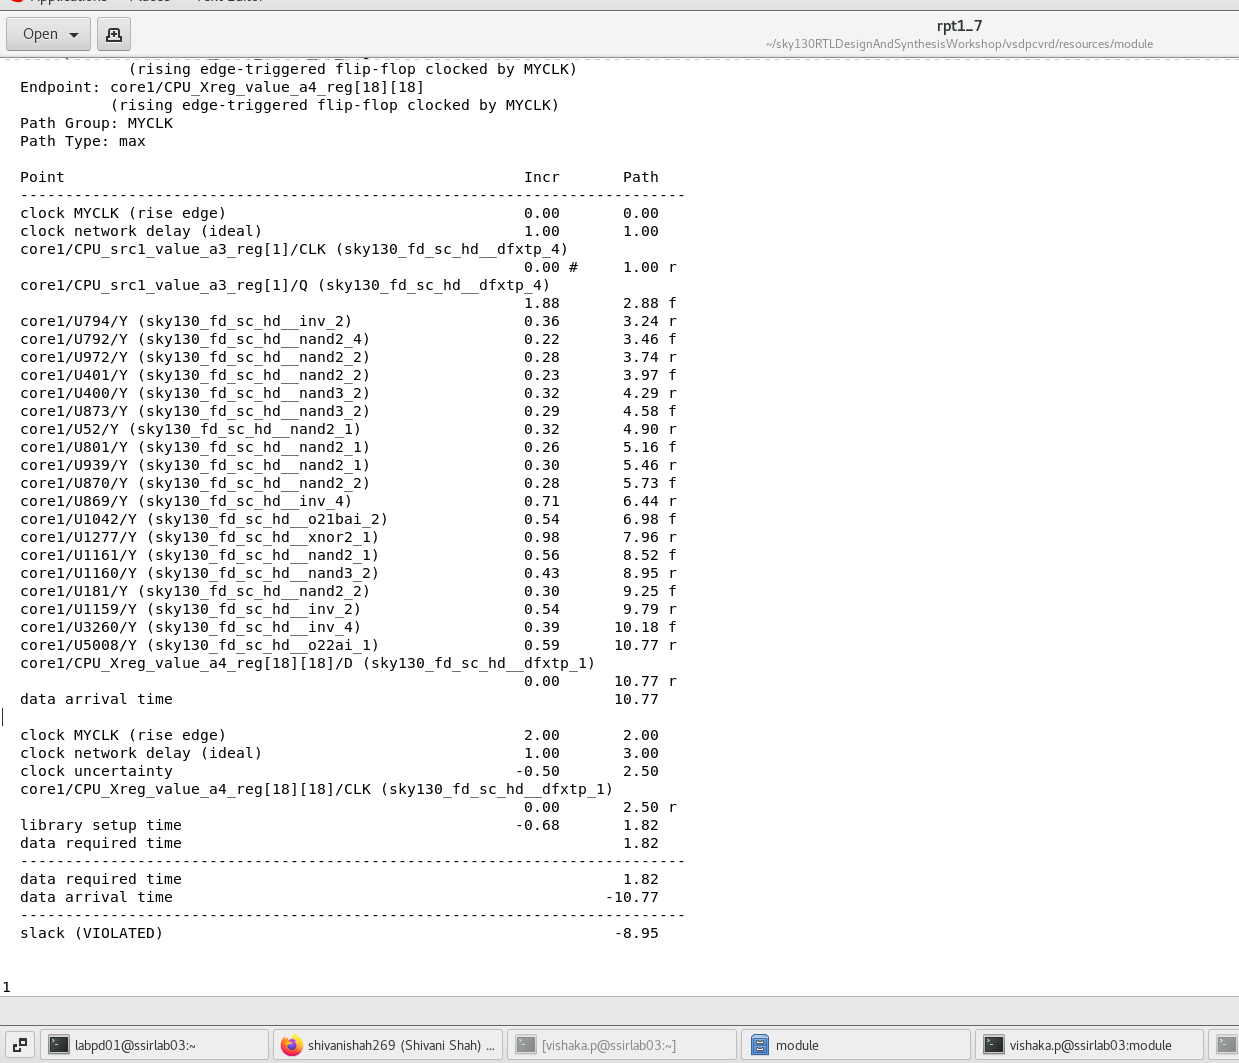 Applications Places Text Editor
Open
rpt1_7
~/sky130RTLDesignAndSynthesisWorkshop/vsdpcvrd/resources/module
(rising edge-triggered flip-flop clocked by MYCLK)
Endpoint: core1/CPU_Xreg_value_a4_reg[18][18]
(rising edge-triggered flip-flop clocked by MYCLK)
Path Group: MYCLK
Path Type: max
Point Incr Path
--------------------------------------------------------------------------
clock MYCLK (rise edge) 0.00 0.00
clock network delay (ideal) 1.00 1.00
core1/CPU_src1_value_a3_reg[1]/CLK (sky130_fd_sc_hd__dfxtp_4)
0.00 # 1.00 r
core1/CPU_src1_value_a3_reg[1]/Q (sky130_fd_sc_hd__dfxtp_4)
1.88 2.88 f
core1/U794/Y (sky130_fd_sc_hd__inv_2) 0.36 3.24 r
core1/U792/Y (sky130_fd_sc_hd__nand2_4) 0.22 3.46 f
core1/U972/Y (sky130_fd_sc_hd__nand2_2) 0.28 3.74 r
core1/U401/Y (sky130_fd_sc_hd__nand2_2) 0.23 3.97 f
core1/U400/Y (sky130_fd_sc_hd__nand3_2) 0.32 4.29 r
core1/U873/Y (sky130_fd_sc_hd__nand3_2) 0.29 4.58 f
core1/U52/Y (sky130_fd_sc_hd__nand2_1) 0.32 4.90 r
core1/U801/Y (sky130_fd_sc_hd__nand2_1) 0.26 5.16 f
core1/U939/Y (sky130_fd_sc_hd__nand2_1) 0.30 5.46 r
core1/U870/Y (sky130_fd_sc_hd__nand2_2) 0.28 5.73 f
core1/U869/Y (sky130_fd_sc_hd__inv_4) 0.71 6.44 r
core1/U1042/Y (sky130_fd_sc_hd__o21bai_2) 0.54 6.98 f
core1/U1277/Y (sky130_fd_sc_hd__xnor2_1) 0.98 7.96 r
core1/U1161/Y (sky130_fd_sc_hd__nand2_1) 0.56 8.52 f
core1/U1160/Y (sky130_fd_sc_hd__nand3_2) 0.43 8.95 r
core1/U181/Y (sky130_fd_sc_hd__nand2_2) 0.30 9.25 f
core1/U1159/Y (sky130_fd_sc_hd__inv_2) 0.54 9.79 r
core1/U3260/Y (sky130_fd_sc_hd__inv_4) 0.39 10.18 f
core1/U5008/Y (sky130_fd_sc_hd__o22ai_1) 0.59 10.77 r
core1/CPU_Xreg_value_a4_reg[18][18]/D (sky130_fd_sc_hd__dfxtp_1)
0.00 10.77 r
data arrival time 10.77
clock MYCLK (rise edge) 2.00 2.00
clock network delay (ideal) 1.00 3.00
clock uncertainty -0.50 2.50
core1/CPU_Xreg_value_a4_reg[18][18]/CLK (sky130_fd_sc_hd__dfxtp_1)
0.00 2.50 r
library setup time -0.68 1.82
data required time 1.82
--------------------------------------------------------------------------
data required time 1.82
data arrival time -10.77
--------------------------------------------------------------------------
slack (VIOLATED) -8.95
1
labpd01@ssirlab03:~
shivanishah269 (Shivani Shah) ...
[vishaka.p@ssirlab03:~]
module
vishaka.p@ssirlab03:module